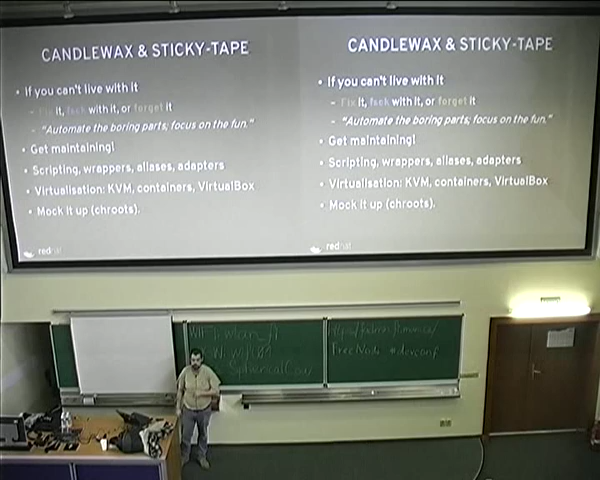 CANDLEWAX & STICKY-TAPE
• If you can't live with it
– Fix it, fsck with it, or forget it
– "Automate the boring parts; focus on the fun."
• Get maintaining!
• Scripting, wrappers, aliases, adapters
• Virtualisation: KVM, containers, VirtualBox
• Mock it up (chroots).
redhat
CANDLEWAX & STICKY-TAPE
• If you can't live with it
– Fix it, fsck with it, or forget it
– "Automate the boring parts; focus on the fun."
• Get maintaining!
• Scripting, wrappers, aliases, adapters
• Virtualisation: KVM, containers, VirtualBox
• Mock it up (chroots).
redhat
FreeNode #devconf
SphericalCow